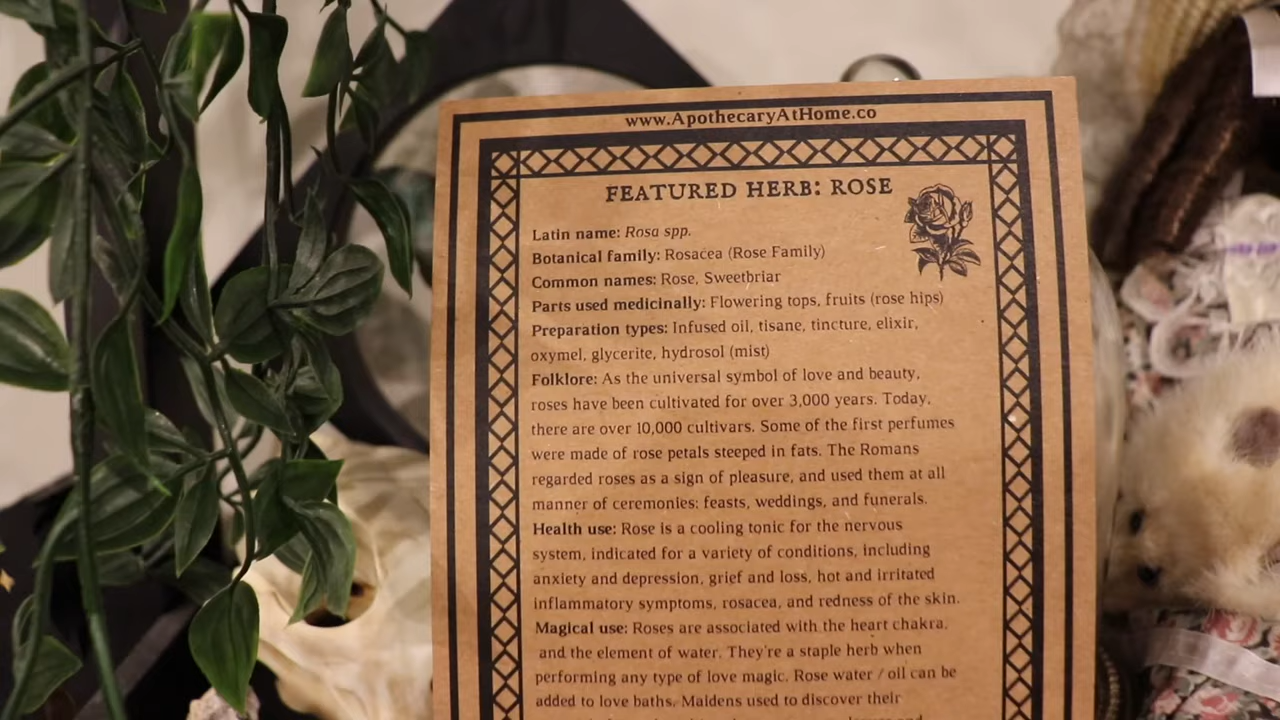 www.ApothecaryAtHome.co
FEATURED HERB: ROSE
Latin name: Rosa spp.
Botanical family: Rosacea (Rose Family)
Common names: Rose, Sweetbriar
Parts used medicinally: Flowering tops, fruits (rose hips)
Preparation types: Infused oil, tisane, tincture, elixir,
oxymel, glycerite, hydrosol (mist)
Folklore: As the universal symbol of love and beauty,
roses have been cultivated for over 3,000 years. Today,
there are over 10,000 cultivars. Some of the first perfumes
were made of rose petals steeped in fats. The Romans
regarded roses as a sign of pleasure, and used them at all
manner of ceremonies: feasts, weddings, and funerals.
Health use: Rose is a cooling tonic for the nervous
system, indicated for a variety of conditions, including
anxiety and depression, grief and loss, hot and irritated
inflammatory symptoms, rosacea, and redness of the skin.
Magical use: Roses are associated with the heart chakra,
and the element of water. They're a staple herb when
performing any type of love magic. Rose water / oil can be
added to love baths. Maidens used to discover their